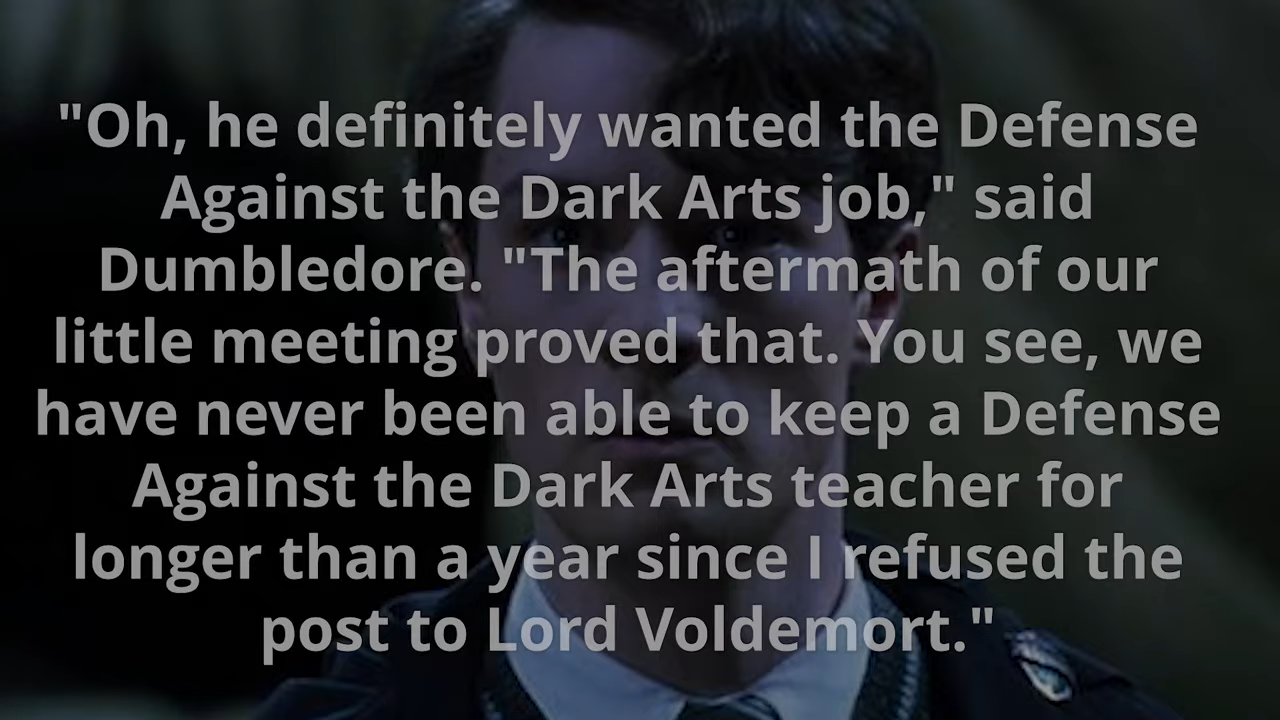 "Oh, he definitely wanted the Defense
Against the Dark Arts job," said
Dumbledore. "The aftermath of our
little meeting proved that. You see, we
have never been able to keep a Defense
Against the Dark Arts teacher for
longer than a year since I refused the
post to Lord Voldemort."